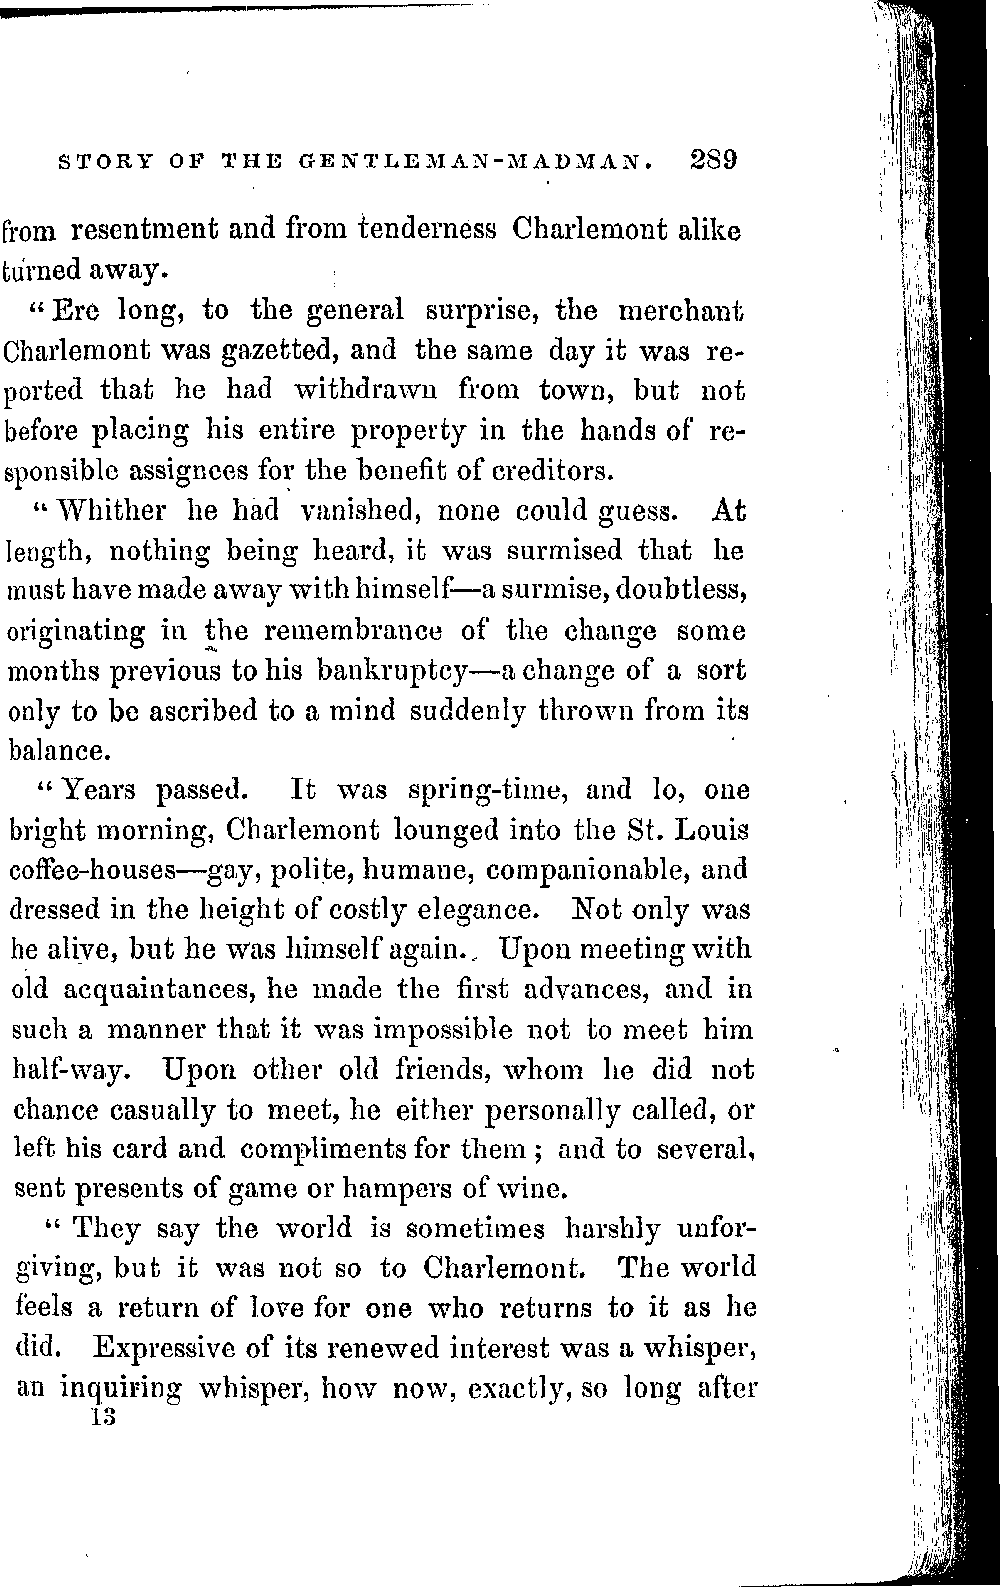 STORY OF THE GENTLEMAN-MADMAN. 289
from resentment and from tenderness Charlemont alike
turned away.
“ Ere long, to the general surprise, the merchant
Charlemont was gazetted, and the same day it was re-
ported that he had withdrawn from town, but not
before placing his entire property in the hands of re-
sponsible assignees for the benefit of creditors.
“ Whither he had vanished, none could guess. At
length, nothing being heard, it was surmised that he
must have made away with himself—a surmise, doubtless,
originating in the remembrance of the change some
months previous to his bankruptcy—a change of a sort
only to be ascribed to a mind suddenly thrown from its
balance.
“ Years passed. It was spring-time, and lo, one
bright morning, Charlemont lounged into the St. Louis
coffee-houses—gay, polite, humane, companionable, and
dressed in the height of costly elegance. Not only was
he alive, but he was himself again. Upon meeting with
old acquaintances, he made the first advances, and in
such a manner that it was impossible not to meet him
half-way. Upon other old friends, whom he did not
chance casually to meet, he either personally called, or
left his card and compliments for them ; and to several,
sent presents of game or hampers of wine.
“ They say the world is sometimes harshly unfor-
giving, but it was not so to Charlemont. The world
feels a return of love for one who returns to it as he
did. Expressive of its renewed interest was a whisper,
an inquiring whisper, how now, exactly, so long after
13